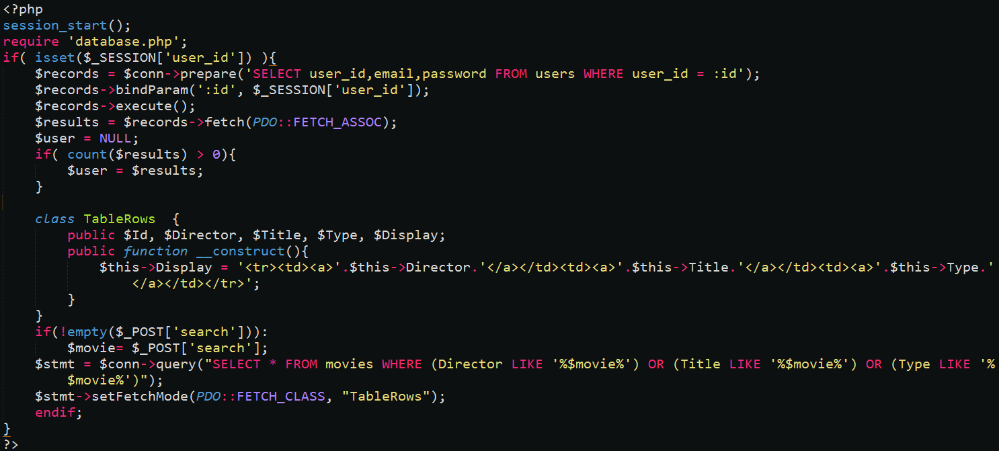 <?php
session_start();
require 'database.php';
if( isset($_SESSION['user_id']) ){
    $records = $conn->prepare('SELECT user_id,email,password FROM users WHERE user_id = :id');
    $records->bindParam(':id', $_SESSION['user_id']);
    $records->execute();
    $results = $records->fetch(PDO::FETCH_ASSOC);
    $user = NULL;
    if( count($results) > 0){
        $user = $results;
    }

    class TableRows  {
        public $Id, $Director, $Title, $Type, $Display;
        public function __construct(){
            $this->Display = '<tr><td><a>'.$this->Director.'</a></td><td><a>'.$this->Title.'</a></td><td><a>'.$this->Type.'
                </a></td></tr>';
        }
    }
    if(!empty($_POST['search'])):
        $movie= $_POST['search'];
    $stmt = $conn->query("SELECT * FROM movies WHERE (Director LIKE '%$movie%') OR (Title LIKE '%$movie%') OR (Type LIKE '%
        $movie%')");
    $stmt->setFetchMode(PDO::FETCH_CLASS, "TableRows");
    endif;
}
?>